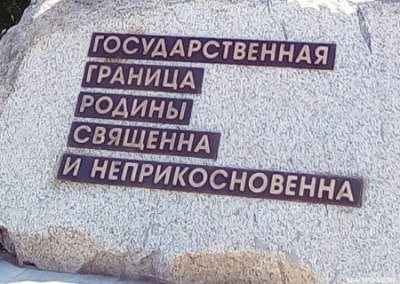 ГОСУДАРСТВЕННАЯ
ГРАНИЦА
РОДИНЫ
СВЯЩЕННА
И НЕПРИКОСНОВЕННА